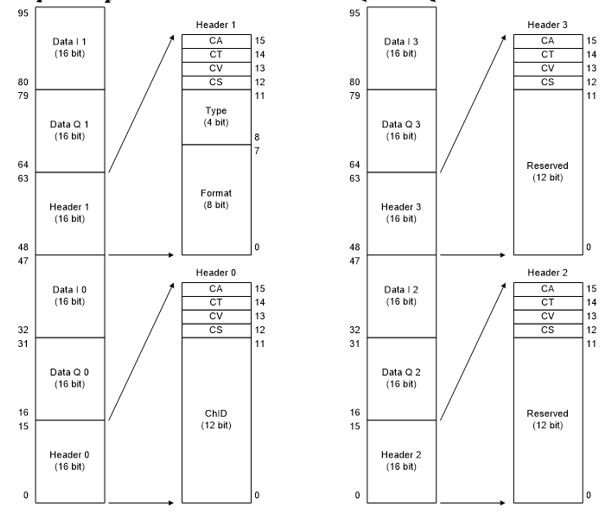 95
Data I 1
(16 bit)
80
79
Data Q 1
(16 bit)
64
63
Header 1
(16 bit)
48
47
Data I 0
(16 bit)
32
31
Data Q 0
(16 bit)
16
15
Header 0
(16 bit)
0
Header 1
CA 15
CT 14
CV 13
CS 12
11
Type
(4 bit)
8
7
Format
(8 bit)
0
Header 0
CA 15
CT 14
CV 13
CS 12
11
ChID
(12 bit)
0
95
Data I 3
(16 bit)
80
79
Data Q 3
(16 bit)
64
63
Header 3
(16 bit)
48
47
Data I 2
(16 bit)
32
31
Data Q 2
(16 bit)
16
15
Header 2
(16 bit)
0
Header 3
CA 15
CT 14
CV 13
CS 12
11
Reserved
(12 bit)
0
Header 2
CA 15
CT 14
CV 13
CS 12
11
Reserved
(12 bit)
0